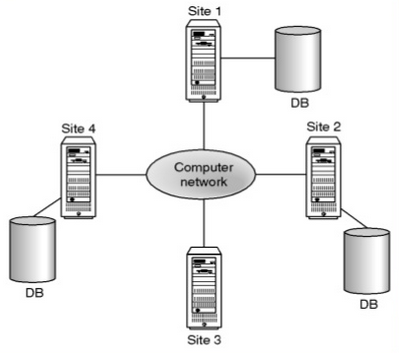 Site 1
DB
Site 4
Site 2
Computer
network
DB
DB
Site 3